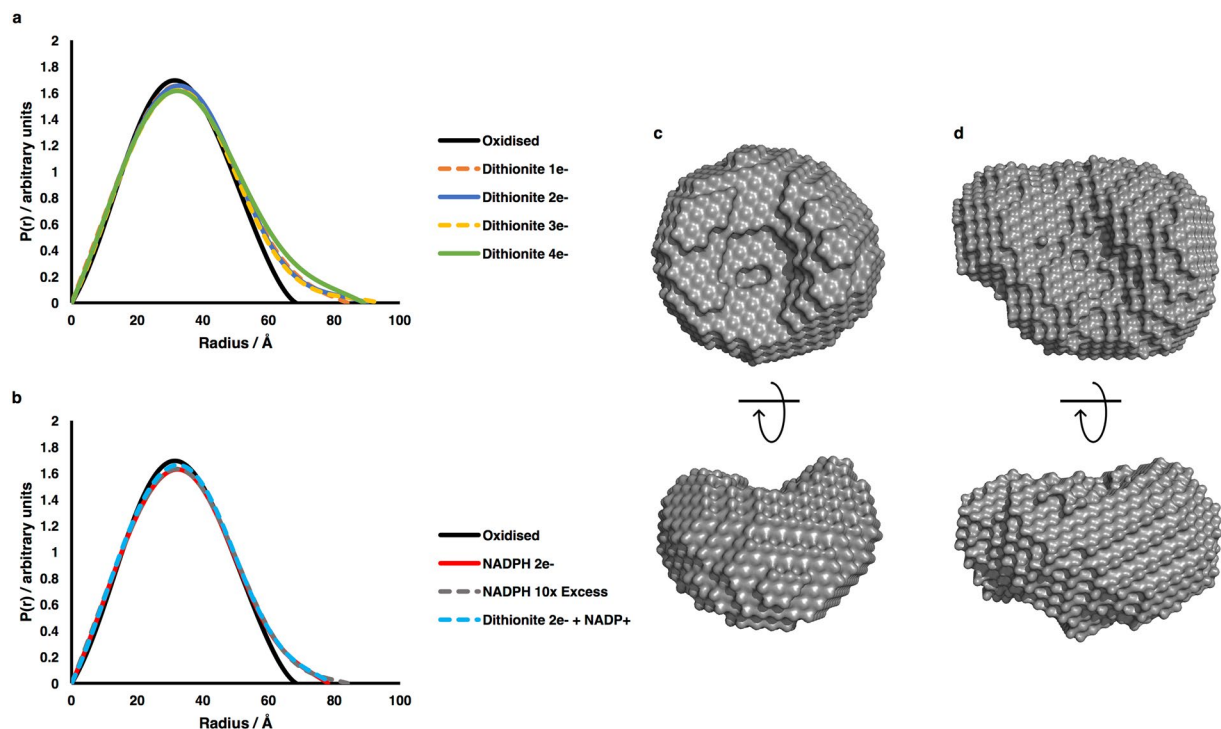 a
2
1.8
1.6
1.4
1.2
1
0.8
0.6
0.4
0.2
0
P(r) / arbitrary units
0 20 40 60 80 100
Radius / Å
Oxidised
Dithionite 1e-
Dithionite 2e-
Dithionite 3e-
Dithionite 4e-
b
2
1.8
1.6
1.4
1.2
1
0.8
0.6
0.4
0.2
0
P(r) / arbitrary units
0 20 40 60 80 100
Radius / Å
Oxidised
NADPH 2e-
NADPH 10x Excess
Dithionite 2e- + NADP+
c
d